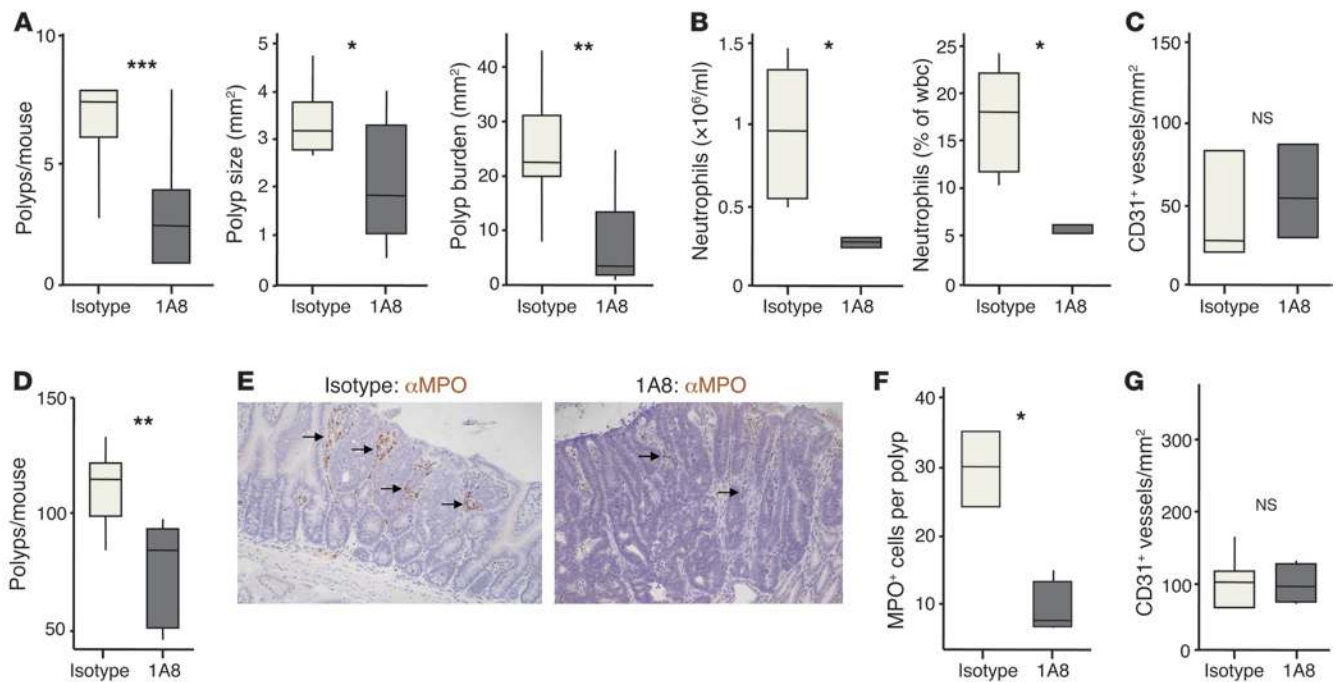 A
Polyps/mouse
10
5
0
***
Isotype
1A8
Polyp size (mm²)
5
4
3
2
1
0
*
Isotype
1A8
Polyp burden (mm²)
40
30
20
10
0
**
Isotype
1A8
B
Neutrophils (×10⁶/ml)
1.5
1
0.5
0
*
Isotype
1A8
Neutrophils (% of wbc)
25
20
15
10
5
0
*
Isotype
1A8
C
CD31⁺ vessels/mm²
150
100
50
0
NS
Isotype
1A8
D
Polyps/mouse
150
100
50
**
Isotype
1A8
E
Isotype: αMPO
1A8: αMPO
F
MPO⁺ cells per polyp
40
30
20
10
*
Isotype
1A8
G
CD31⁺ vessels/mm²
300
200
100
0
NS
Isotype
1A8